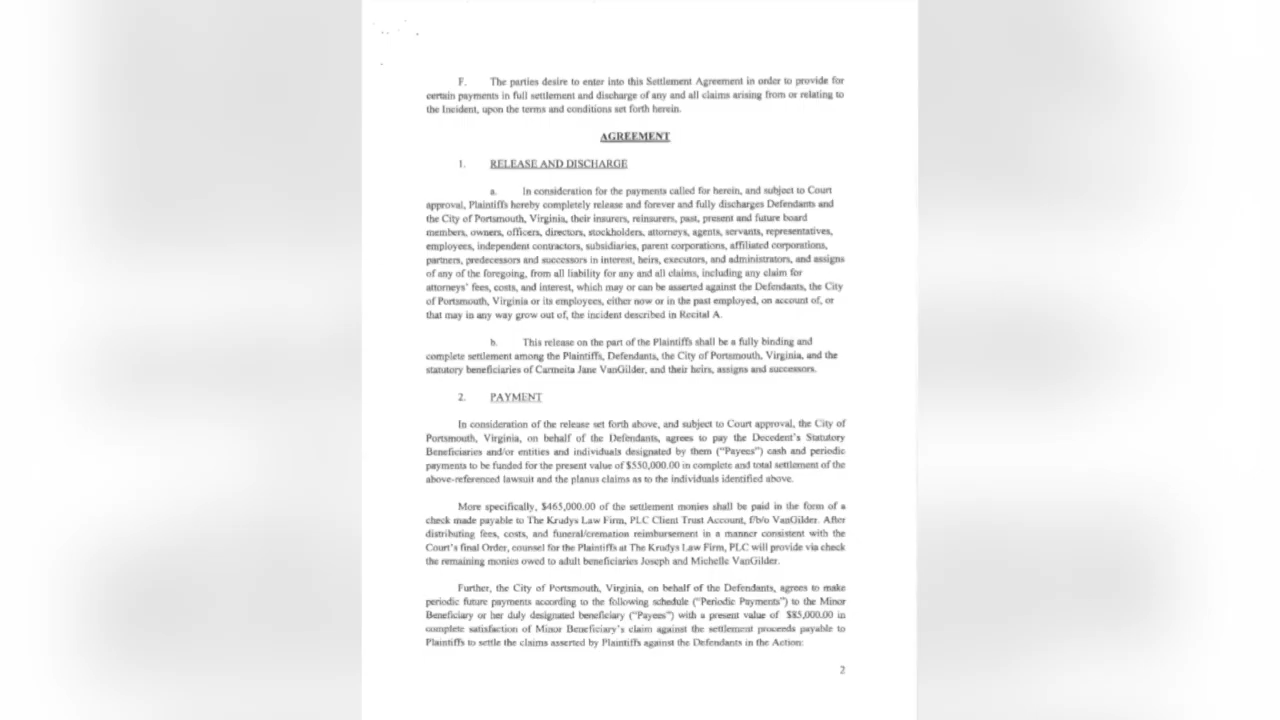 F. The parties desire to enter into this Settlement Agreement in order to provide for
certain payments in full settlement and discharge of any and all claims arising from or relating to
the Incident, upon the terms and conditions set forth herein.
AGREEMENT
1. RELEASE AND DISCHARGE
a. In consideration for the payments called for herein, and subject to Court
approval, Plaintiffs hereby completely release and forever and fully discharges Defendants and
the City of Portsmouth, Virginia, their insurers, reinsurers, past, present and future board
members, owners, officers, directors, stockholders, attorneys, agents, servants, representatives,
employees, independent contractors, subsidiaries, parent corporations, affiliated corporations,
partners, predecessors and successors in interest, heirs, executors, and administrators, and assigns
of any of the foregoing, from all liability for any and all claims, including any claim for
attorneys' fees, costs, and interest, which may or can be asserted against the Defendants, the City
of Portsmouth, Virginia or its employees, either now or in the past employed, on account of, or
that may in any way grow out of, the incident described in Recital A.
b. This release on the part of the Plaintiffs shall be a fully binding and
complete settlement among the Plaintiffs, Defendants, the City of Portsmouth, Virginia, and the
statutory beneficiaries of Carmeita Jane VanGilder, and their heirs, assigns and successors.
2. PAYMENT
In consideration of the release set forth above, and subject to Court approval, the City of
Portsmouth, Virginia, on behalf of the Defendants, agrees to pay the Decedent's Statutory
Beneficiaries and/or entities and individuals designated by them ("Payees") cash and periodic
payments to be funded for the present value of $550,000.00 in complete and total settlement of the
above-referenced lawsuit and the planus claims as to the individuals identified above.
More specifically, $465,000.00 of the settlement monies shall be paid in the form of a
check made payable to The Krudys Law Firm, PLC Client Trust Account, f/b/o VanGilder. After
distributing fees, costs, and funeral/cremation reimbursement in a manner consistent with the
Court's final Order, counsel for the Plaintiffs at The Krudys Law Firm, PLC will provide via check
the remaining monies owed to adult beneficiaries Joseph and Michelle VanGilder.
Further, the City of Portsmouth, Virginia, on behalf of the Defendants, agrees to make
periodic future payments according to the following schedule ("Periodic Payments") to the Minor
Beneficiary or her duly designated beneficiary ("Payees") with a present value of $85,000.00 in
complete satisfaction of Minor Beneficiary's claim against the settlement proceeds payable to
Plaintiffs to settle the claims asserted by Plaintiffs against the Defendants in the Action:
2